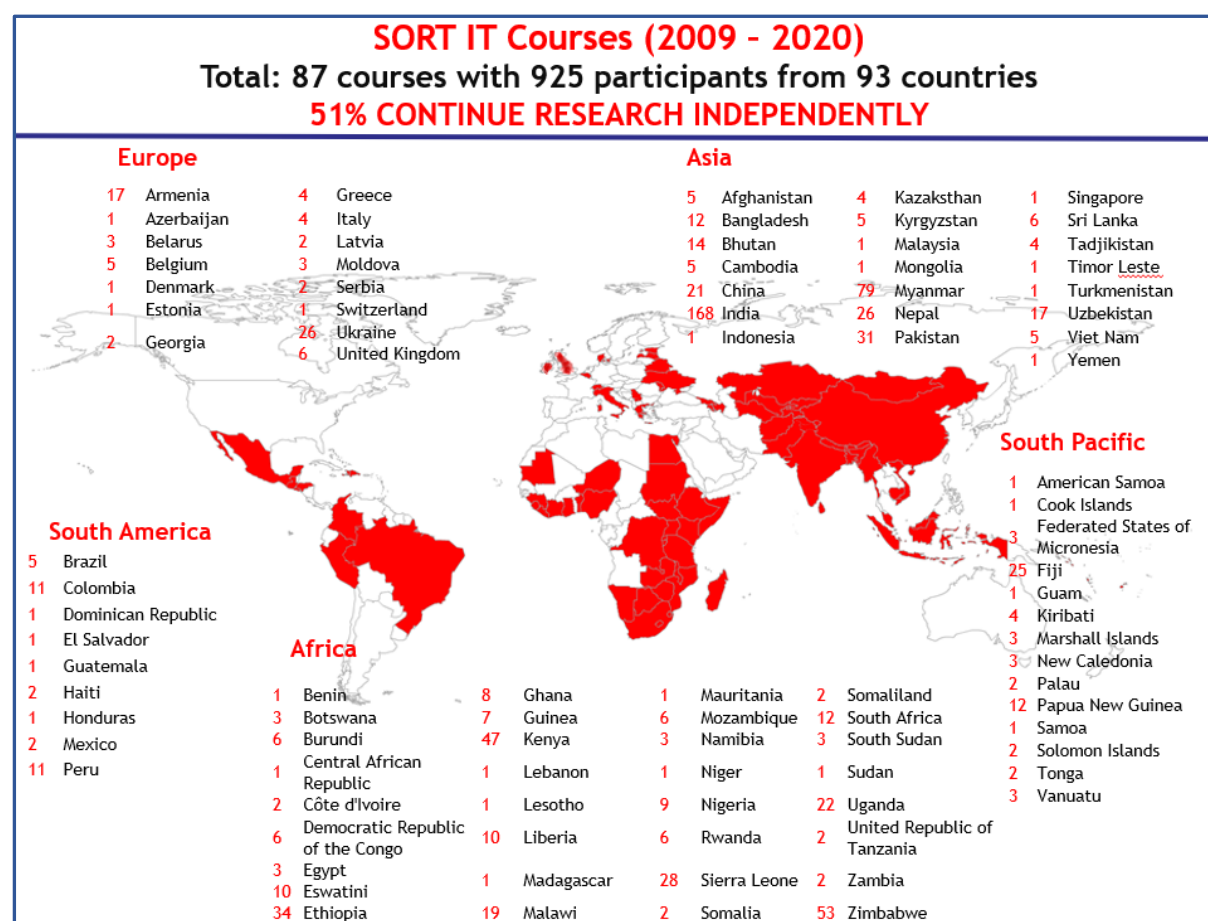 SORT IT Courses (2009 – 2020)
Total: 87 courses with 925 participants from 93 countries
51% CONTINUE RESEARCH INDEPENDENTLY
Europe
17 Armenia
1 Azerbaijan
3 Belarus
5 Belgium
1 Denmark
1 Estonia
2 Georgia
4 Greece
4 Italy
2 Latvia
3 Moldova
2 Serbia
1 Switzerland
26 Ukraine
6 United Kingdom
Asia
5 Afghanistan
12 Bangladesh
14 Bhutan
5 Cambodia
21 China
168 India
1 Indonesia
4 Kazaksthan
5 Kyrgyzstan
1 Malaysia
1 Mongolia
79 Myanmar
26 Nepal
31 Pakistan
1 Singapore
6 Sri Lanka
4 Tadjikistan
1 Timor Leste
1 Turkmenistan
17 Uzbekistan
5 Viet Nam
1 Yemen
South Pacific
1 American Samoa
1 Cook Islands
3 Federated States of
Micronesia
25 Fiji
1 Guam
4 Kiribati
3 Marshall Islands
3 New Caledonia
2 Palau
12 Papua New Guinea
1 Samoa
2 Solomon Islands
2 Tonga
3 Vanuatu
South America
5 Brazil
11 Colombia
1 Dominican Republic
1 El Salvador
1 Guatemala
2 Haiti
1 Honduras
2 Mexico
11 Peru
Africa
1 Benin
3 Botswana
6 Burundi
1 Central African
Republic
2 Côte d'Ivoire
6 Democratic Republic
of the Congo
3 Egypt
10 Eswatini
34 Ethiopia
8 Ghana
7 Guinea
47 Kenya
1 Lebanon
1 Lesotho
10 Liberia
1 Madagascar
19 Malawi
1 Mauritania
6 Mozambique
3 Namibia
1 Niger
9 Nigeria
6 Rwanda
28 Sierra Leone
2 Somalia
2 Somaliland
12 South Africa
3 South Sudan
1 Sudan
22 Uganda
2 United Republic of
Tanzania
2 Zambia
53 Zimbabwe